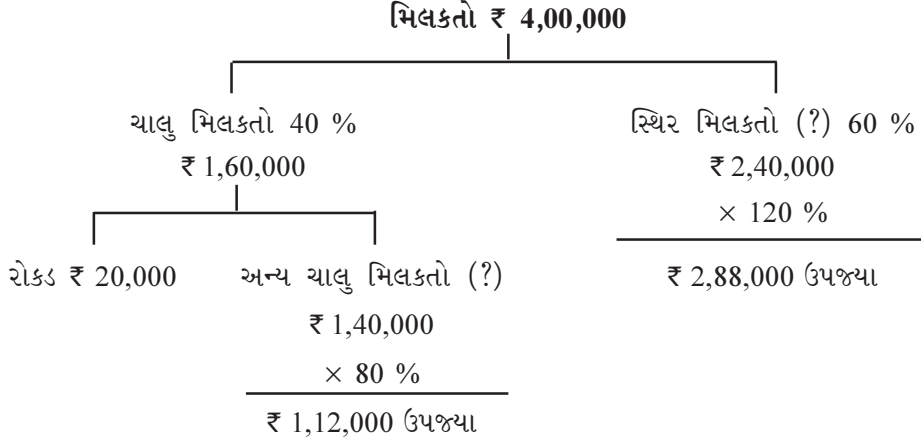 મિલકતો ₹ 4,00,000
ચાલુ મિલકતો 40 %
₹ 1,60,000
સ્થિર મિલકતો (?) 60 %
₹ 2,40,000
× 120 %
₹ 2,88,000 ઉપજ્યા
રોકડ ₹ 20,000
અન્ય ચાલુ મિલકતો (?)
₹ 1,40,000
× 80 %
₹ 1,12,000 ઉપજ્યા